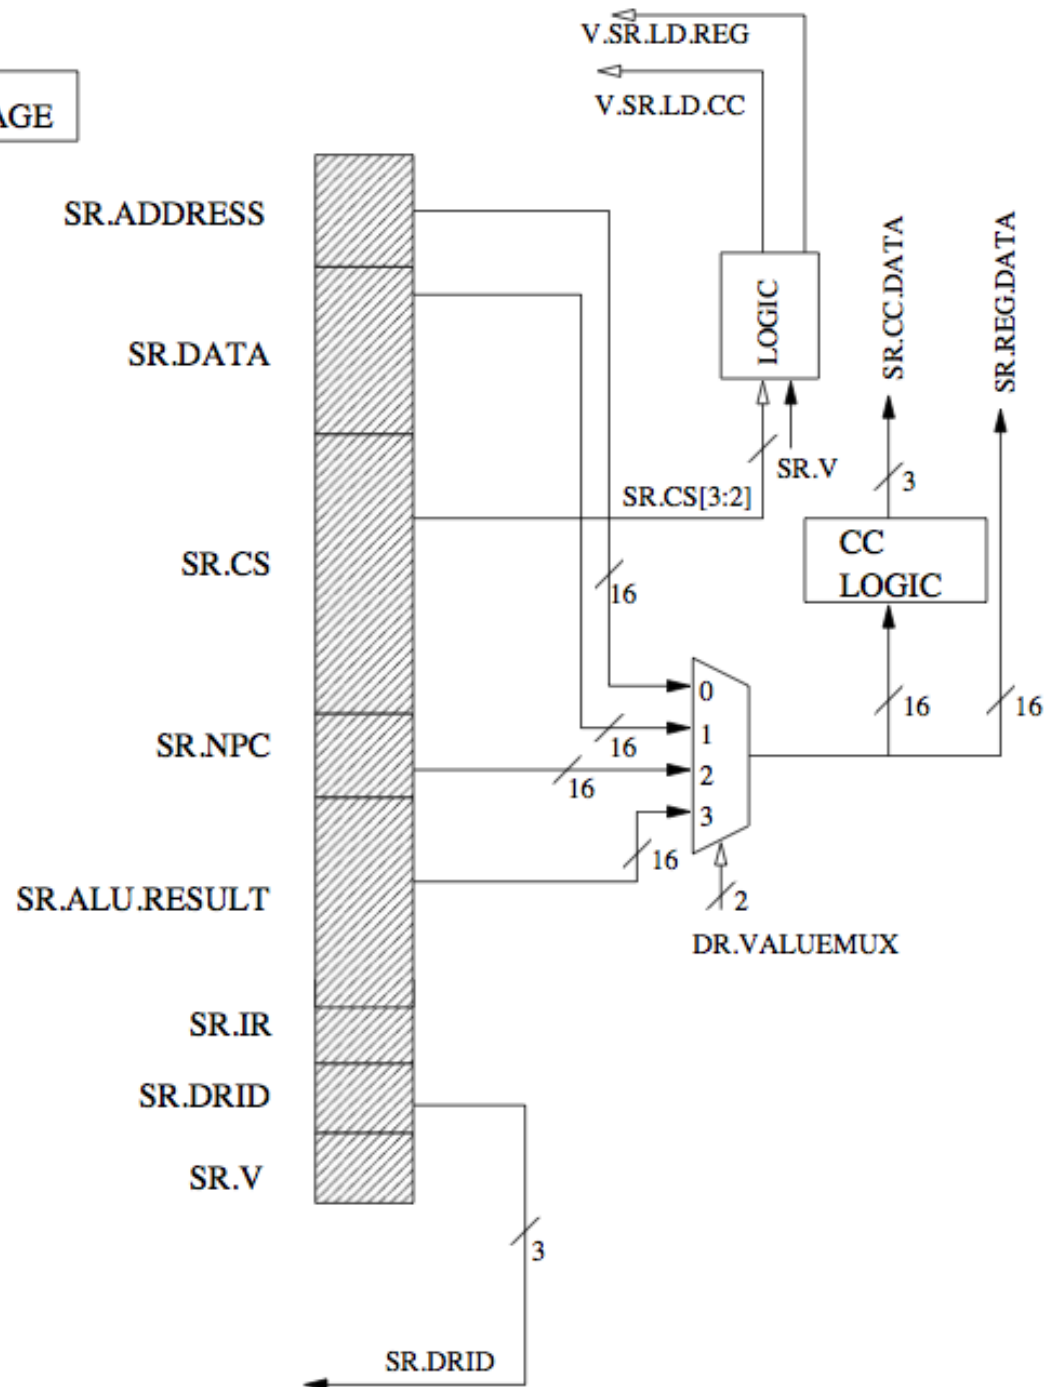 V.SR.LD.REG
V.SR.LD.CC
AGE
SR.ADDRESS
SR.DATA
SR.CS
SR.NPC
SR.ALU.RESULT
SR.IR
SR.DRID
SR.V
LOGIC
SR.CC.DATA
SR.REG.DATA
SR.V
SR.CS[3:2]
3
CC
LOGIC
16
0
1
2
3
16
16
16
16
16
2
DR.VALUEMUX
3
SR.DRID